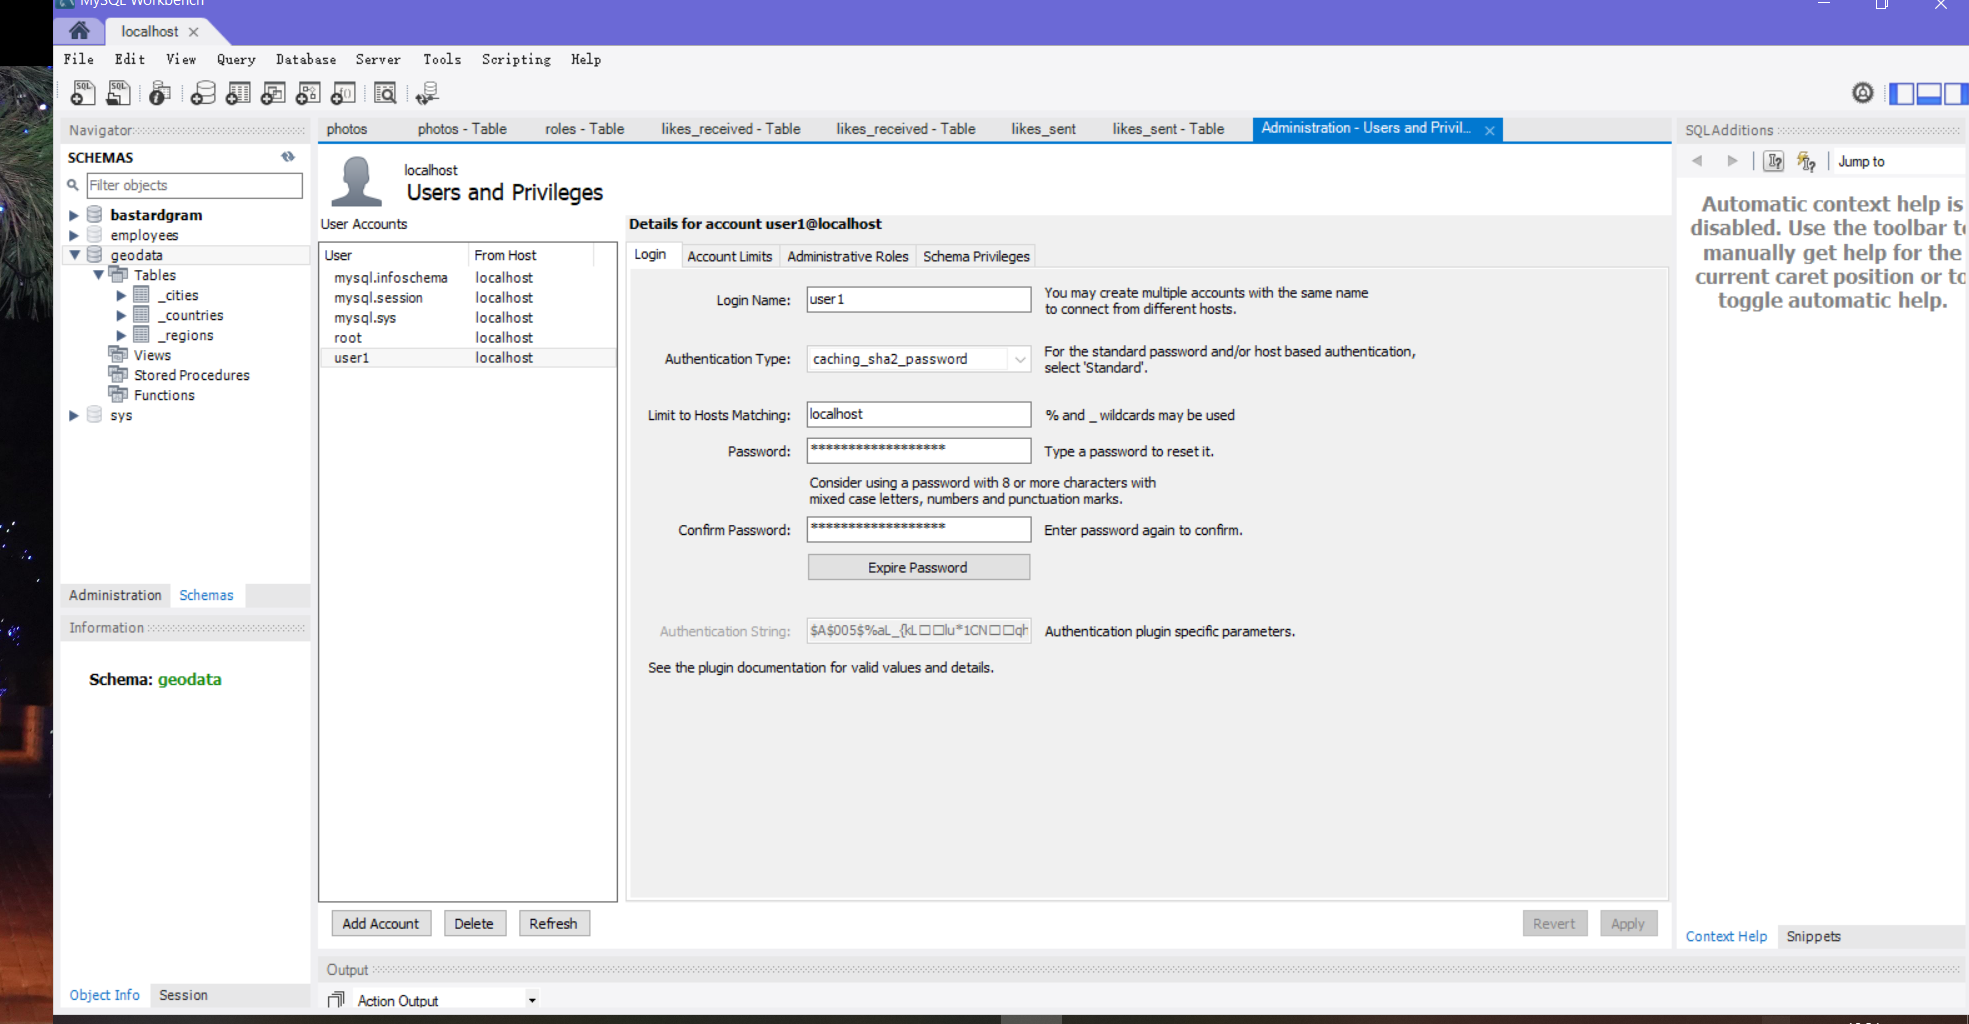 MySQL Workbench
localhost
File Edit View Query Database Server Tools Scripting Help
Navigator
SCHEMAS
Filter objects
bastardgram
employees
geodata
Tables
_cities
_countries
_regions
Views
Stored Procedures
Functions
sys
Administration Schemas
Information
Schema: geodata
Object Info Session
photos photos - Table roles - Table likes_received - Table likes_received - Table likes_sent likes_sent - Table Administration - Users and Privil...
localhost
Users and Privileges
User Accounts
User From Host
mysql.infoschema localhost
mysql.session localhost
mysql.sys localhost
root localhost
user1 localhost
Add Account Delete Refresh
Details for account user1@localhost
Login Account Limits Administrative Roles Schema Privileges
Login Name: user1 You may create multiple accounts with the same name
to connect from different hosts.
Authentication Type: caching_sha2_password For the standard password and/or host based authentication,
select 'Standard'.
Limit to Hosts Matching: localhost % and _ wildcards may be used
Password: ****************** Type a password to reset it.
Consider using a password with 8 or more characters with
mixed case letters, numbers and punctuation marks.
Confirm Password: ****************** Enter password again to confirm.
Expire Password
Authentication String: $A$005$%aL_{kL□□lu*1CN□□qh Authentication plugin specific parameters.
See the plugin documentation for valid values and details.
Revert Apply
Output
Action Output
SQLAdditions
Jump to
Automatic context help is
disabled. Use the toolbar to
manually get help for the
current caret position or to
toggle automatic help.
Context Help Snippets